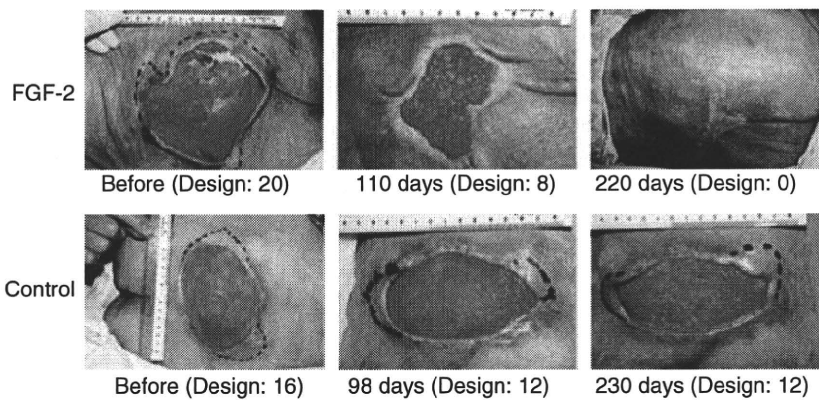 FGF-2
Before (Design: 20)
110 days (Design: 8)
220 days (Design: 0)
Control
Before (Design: 16)
98 days (Design: 12)
230 days (Design: 12)